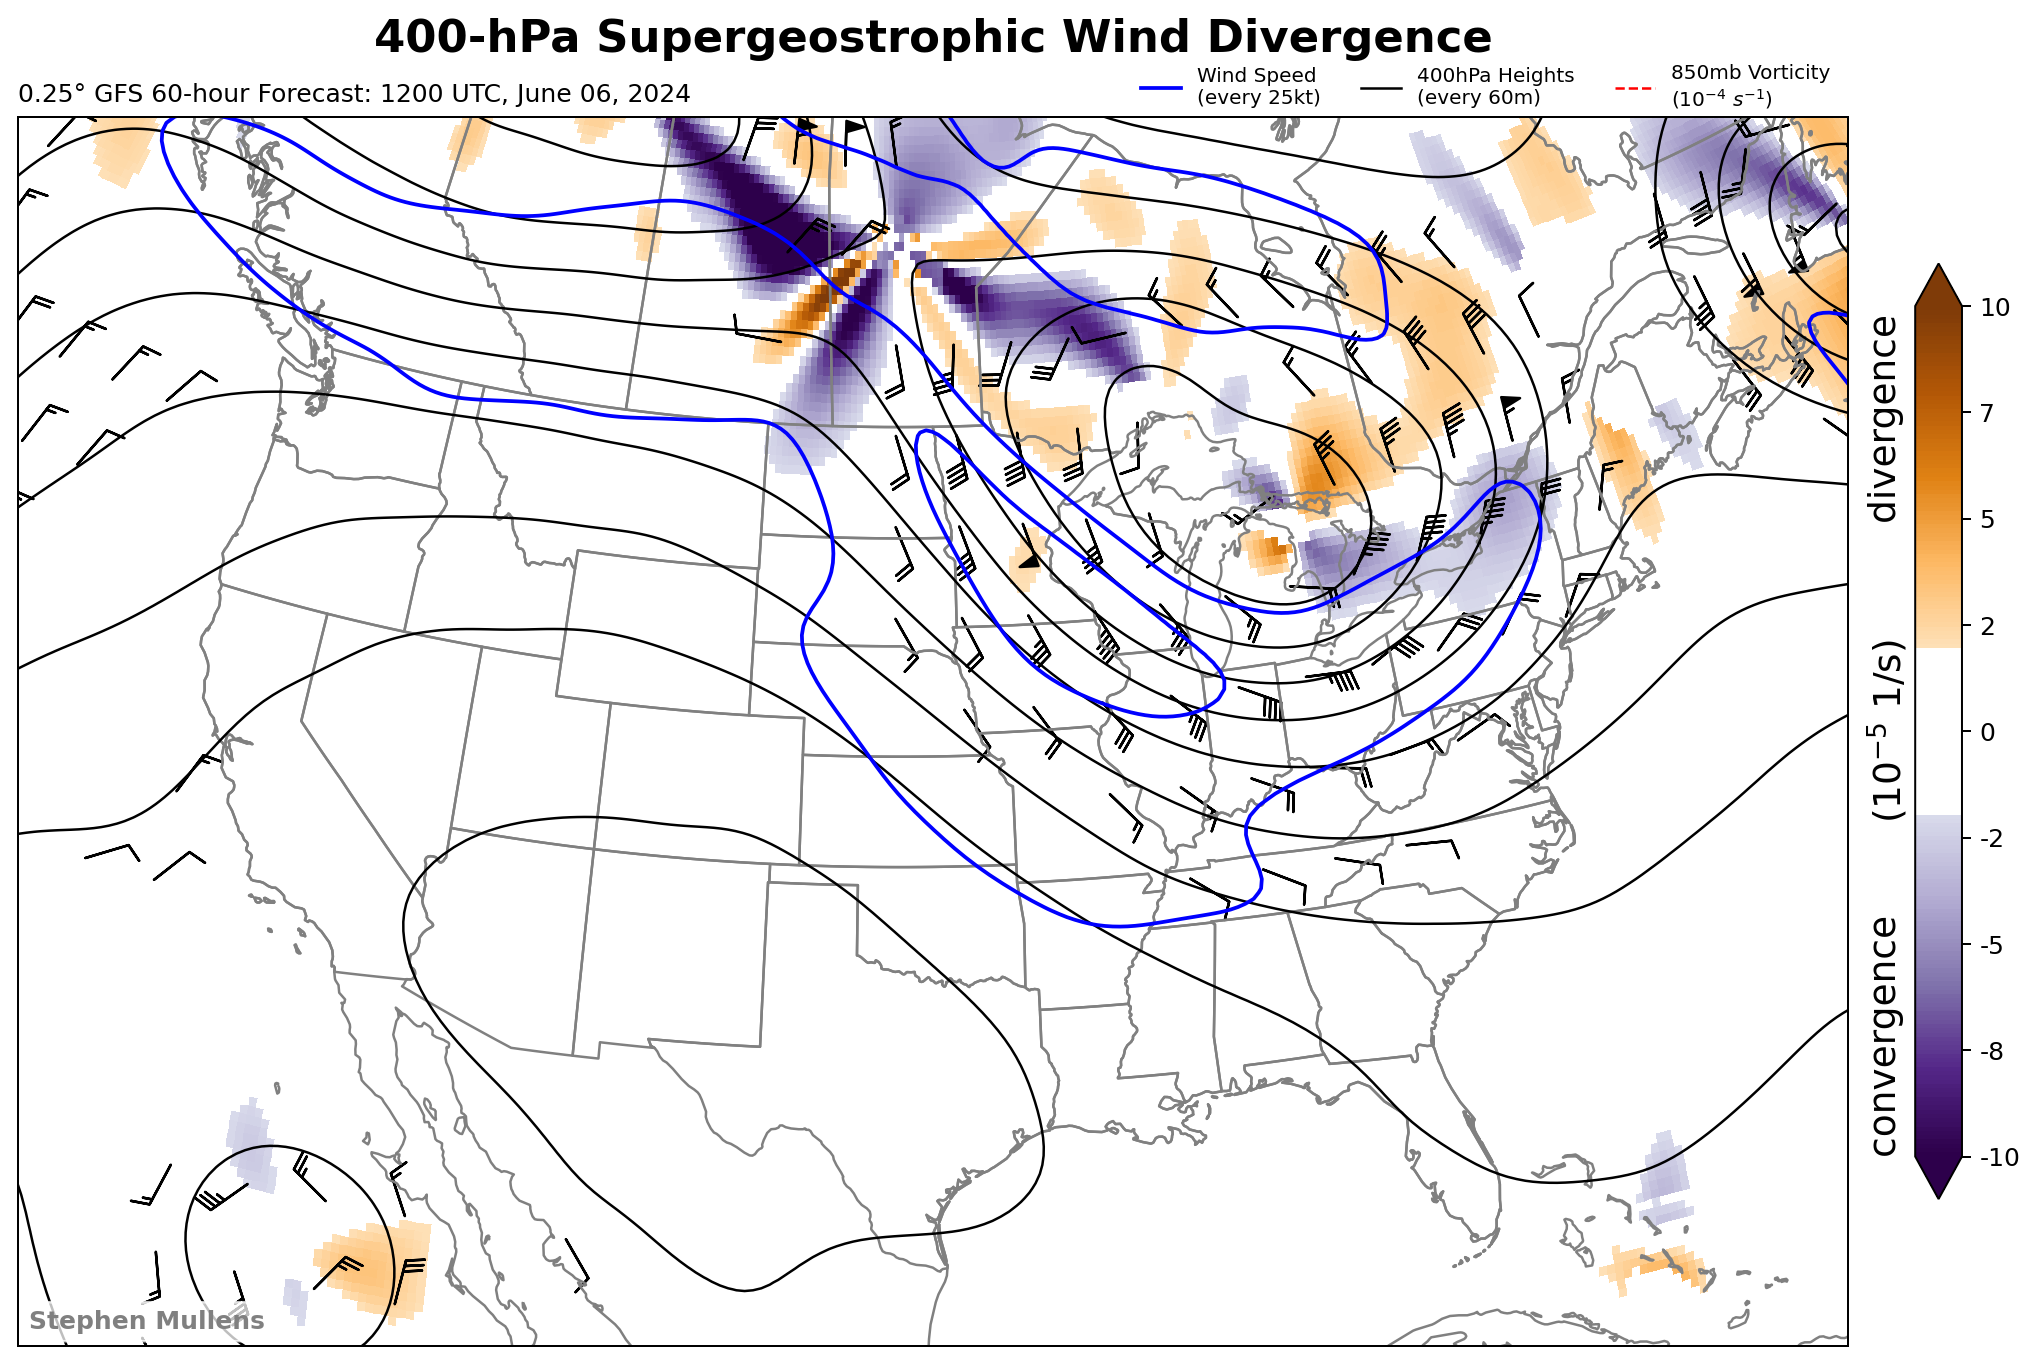 400-hPa Supergeostrophic Wind Divergence
0.25° GFS 60-hour Forecast: 1200 UTC, June 06, 2024
Wind Speed
(every 25kt)
400hPa Heights
(every 60m)
850mb Vorticity
(10⁻⁴ s⁻¹)
10
7
5
2
0
-2
-5
-8
-10
convergence (10⁻⁵ 1/s) divergence
Stephen Mullens